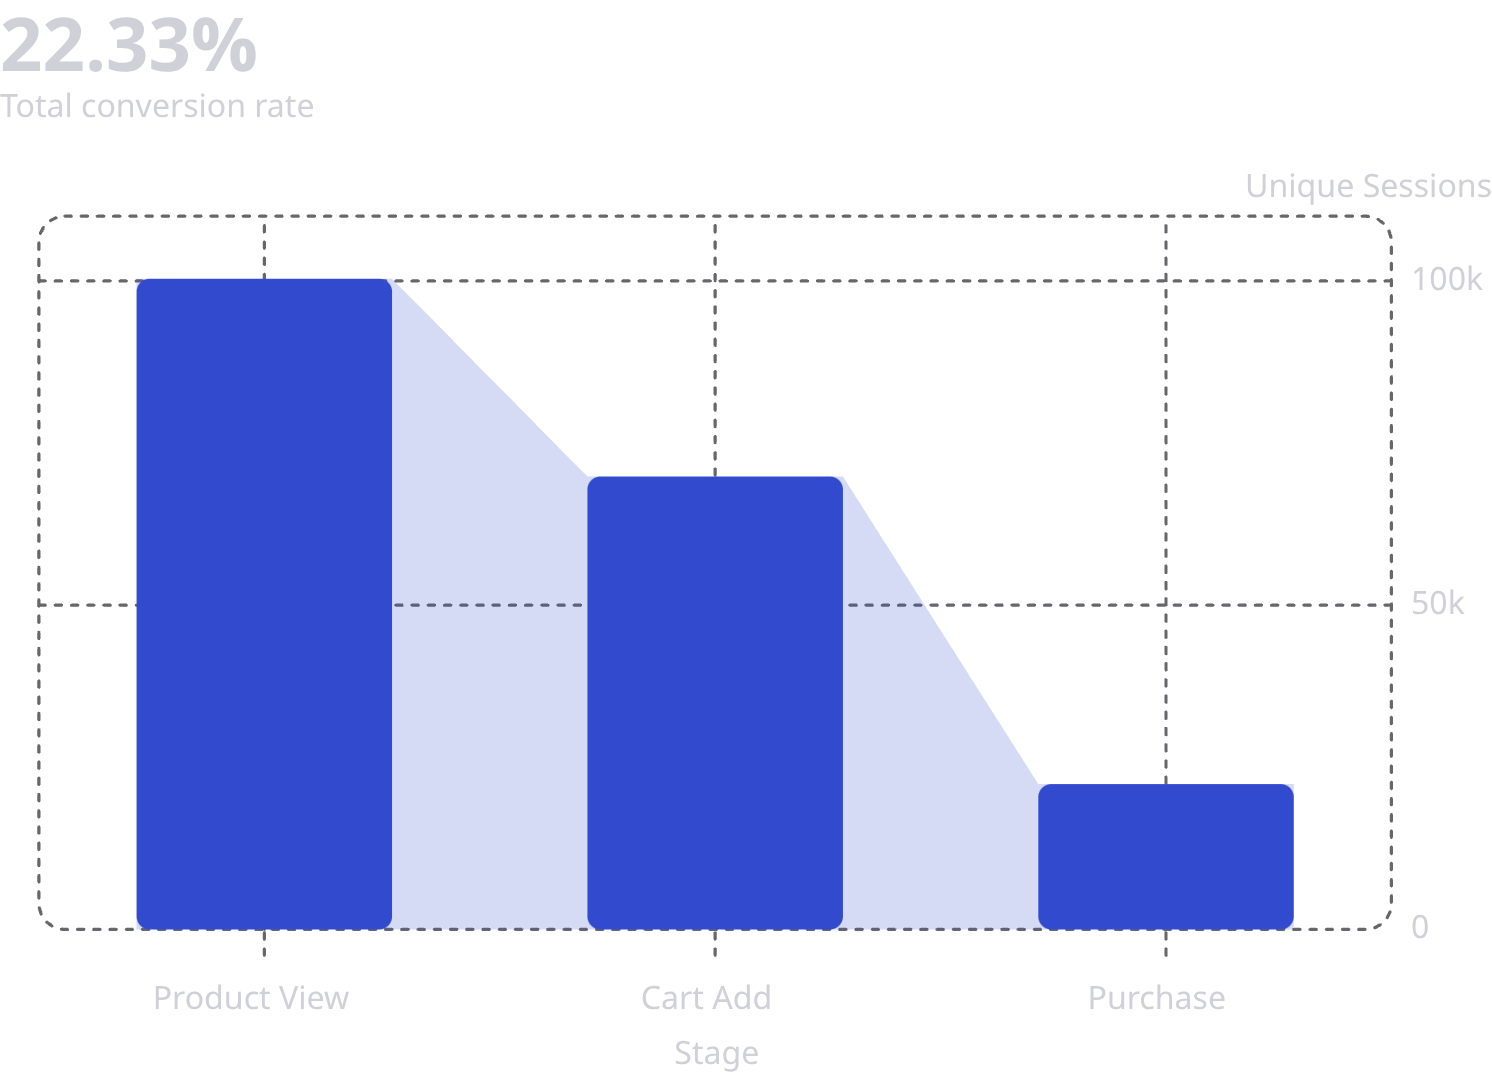 22.33%
Total conversion rate
Unique Sessions
100k
50k
0
Product View
Cart Add
Purchase
Stage